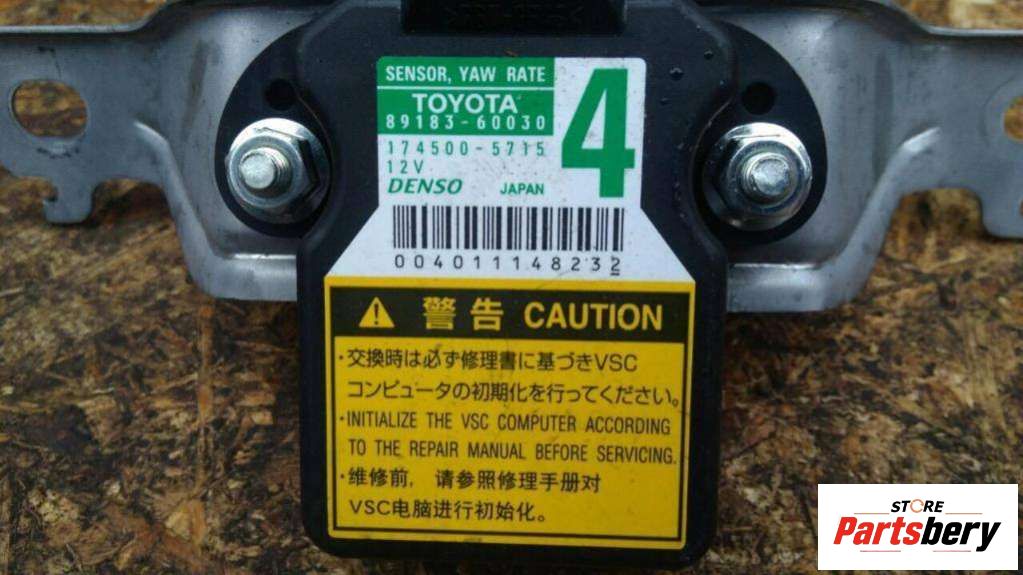 SENSOR, YAW RATE
TOYOTA
89183-60030
4
174500-5715
12V
DENSO JAPAN
004011148232
警告 CAUTION
・交換時は必ず修理書に基づきVSC
コンピュータの初期化を行ってください。
・INITIALIZE THE VSC COMPUTER ACCORDING
TO THE REPAIR MANUAL BEFORE SERVICING.
・维修前，请参照修理手册对
VSC电脑进行初始化。
STORE
Partsbery